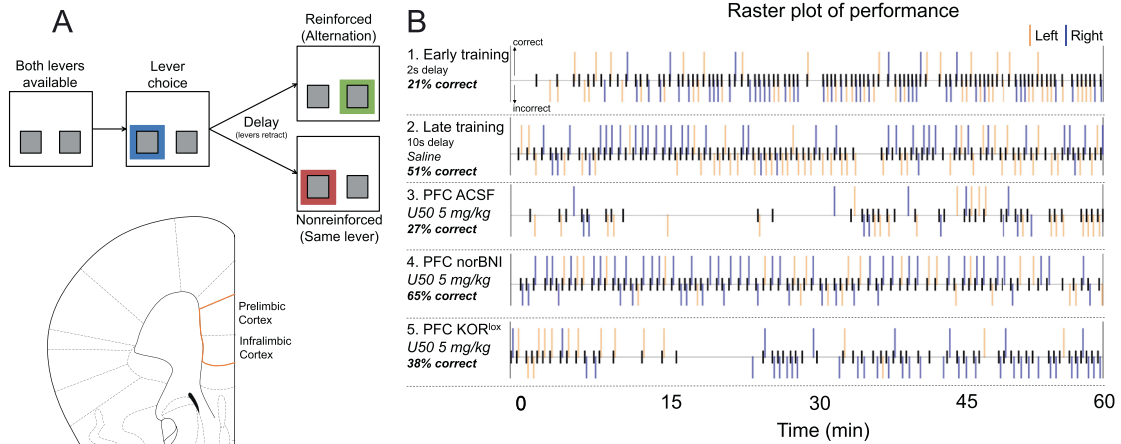 A
Both levers
available
Lever
choice
Reinforced
(Alternation)
Delay
(levers retract)
Nonreinforced
(Same lever)
Prelimbic
Cortex
Infralimbic
Cortex
B
Raster plot of performance
Left Right
correct
incorrect
1. Early training
2s delay
21% correct
2. Late training
10s delay
Saline
51% correct
3. PFC ACSF
U50 5 mg/kg
27% correct
4. PFC norBNI
U50 5 mg/kg
65% correct
5. PFC KORlox
U50 5 mg/kg
38% correct
0 15 30 45 60
Time (min)